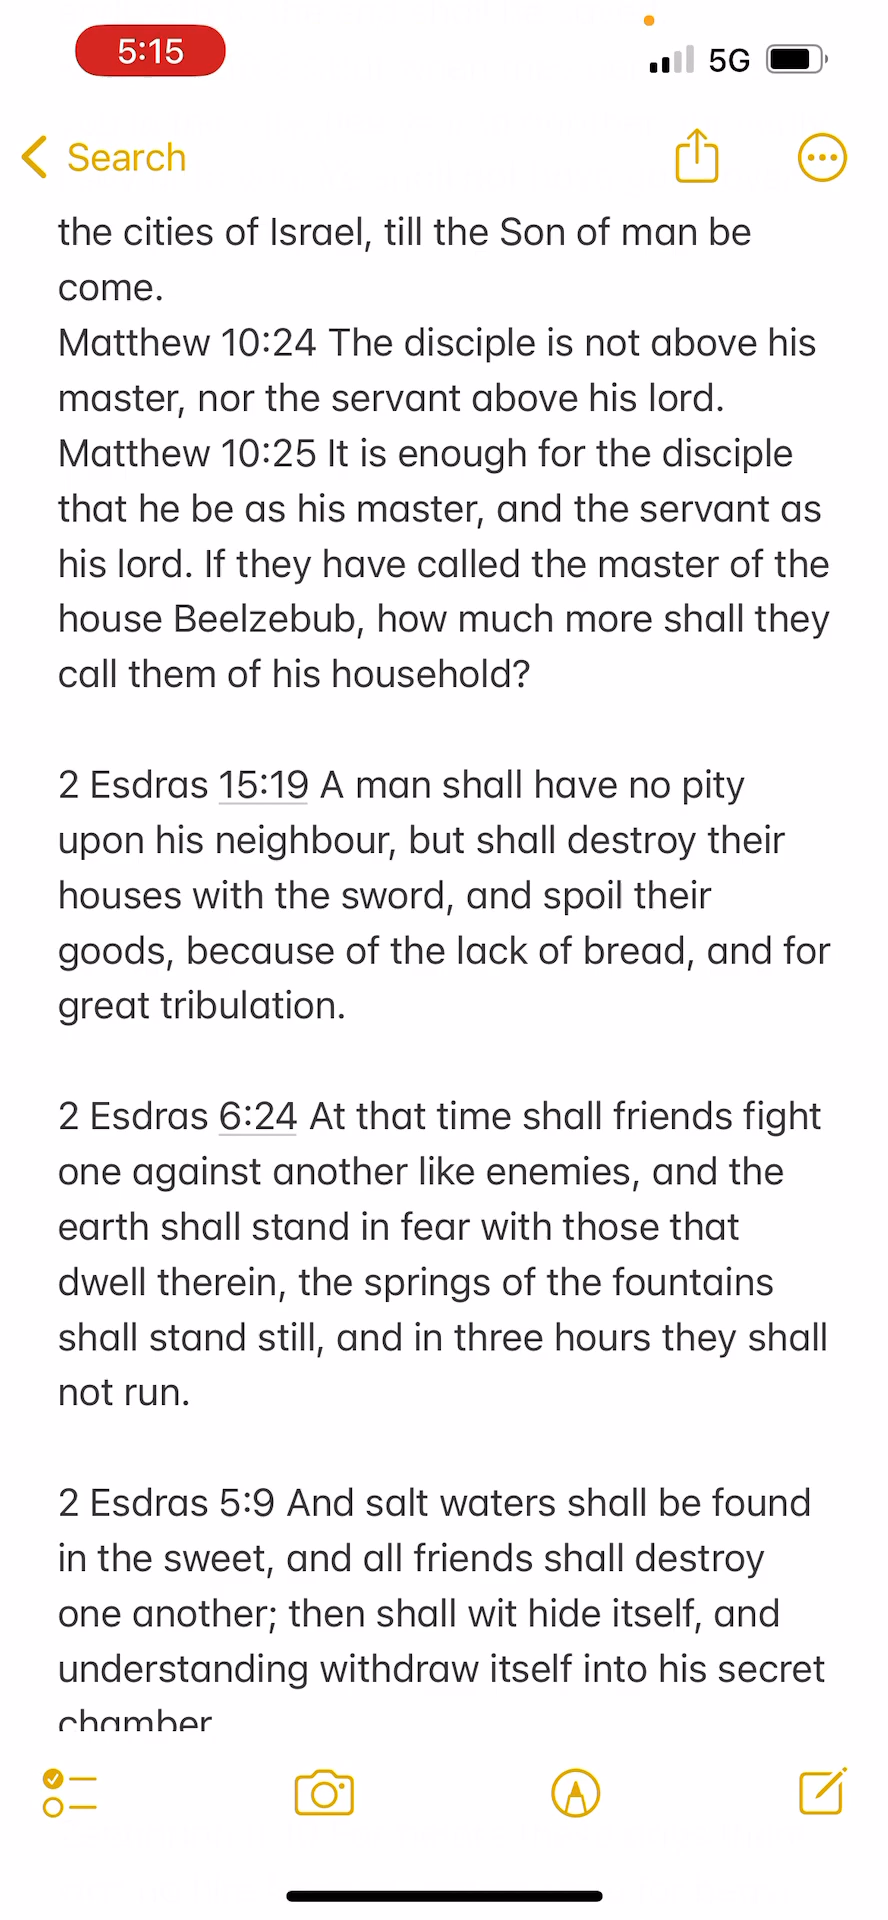 5:15
5G
Search
the cities of Israel, till the Son of man be
come.
Matthew 10:24 The disciple is not above his
master, nor the servant above his lord.
Matthew 10:25 It is enough for the disciple
that he be as his master, and the servant as
his lord. If they have called the master of the
house Beelzebub, how much more shall they
call them of his household?
2 Esdras 15:19 A man shall have no pity
upon his neighbour, but shall destroy their
houses with the sword, and spoil their
goods, because of the lack of bread, and for
great tribulation.
2 Esdras 6:24 At that time shall friends fight
one against another like enemies, and the
earth shall stand in fear with those that
dwell therein, the springs of the fountains
shall stand still, and in three hours they shall
not run.
2 Esdras 5:9 And salt waters shall be found
in the sweet, and all friends shall destroy
one another; then shall wit hide itself, and
understanding withdraw itself into his secret
chamber